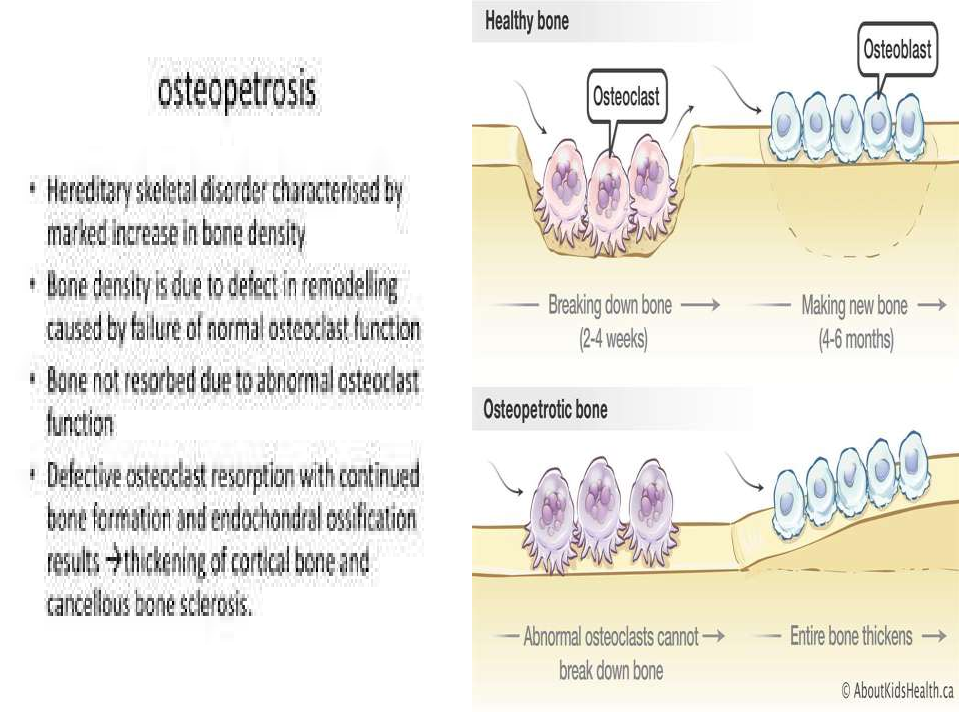 osteopetrosis
• Hereditary skeletal disorder characterised by
marked increase in bone density
• Bone density is due to defect in remodelling
caused by failure of normal osteoclast function
• Bone not resorbed due to abnormal osteoclast
function
• Defective osteoclast resorption with continued
bone formation and endochondral ossification
results →thickening of cortical bone and
cancellous bone sclerosis.
Healthy bone
Osteoclast
Osteoblast
Breaking down bone
(2-4 weeks)
Making new bone
(4-6 months)
Osteopetrotic bone
Abnormal osteoclasts cannot
break down bone
Entire bone thickens
© AboutKidsHealth.ca